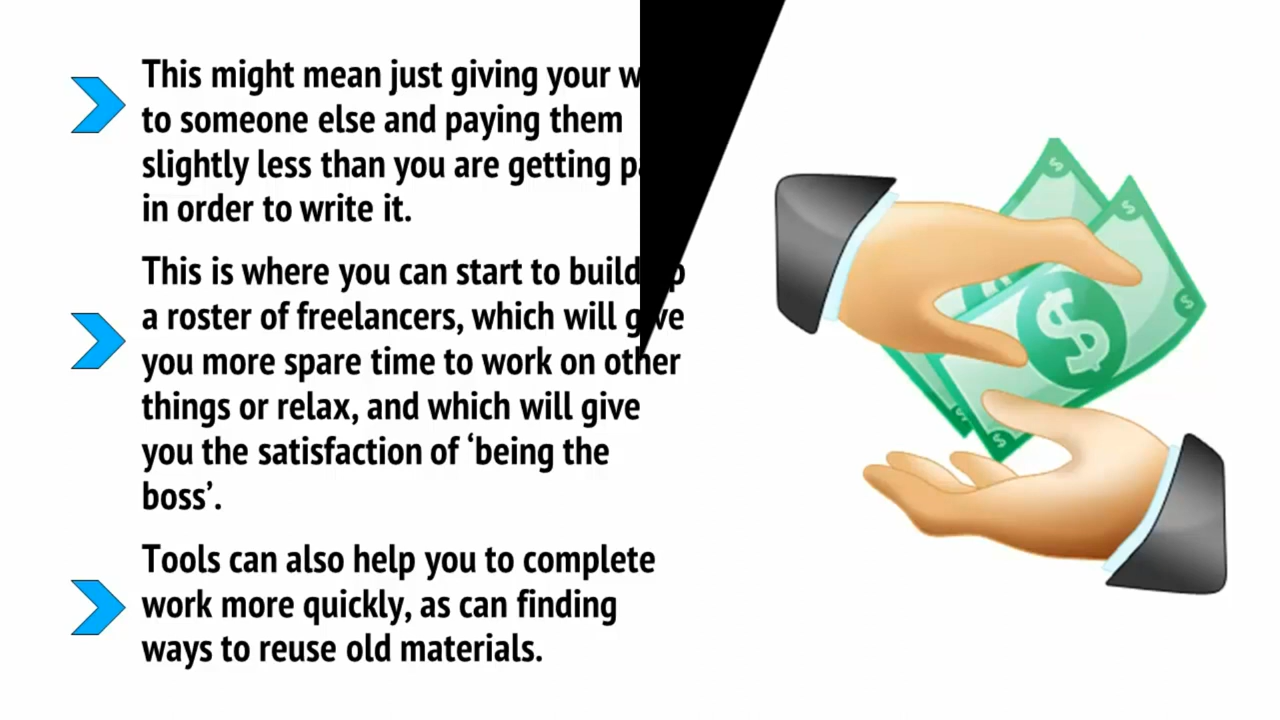 This might mean just giving your
to someone else and paying them
slightly less than you are getting
in order to write it.
This is where you can start to build
a roster of freelancers, which will give
you more spare time to work on other
things or relax, and which will give
you the satisfaction of ‘being the
boss’.
Tools can also help you to complete
work more quickly, as can finding
ways to reuse old materials.
$
$
$
$
$